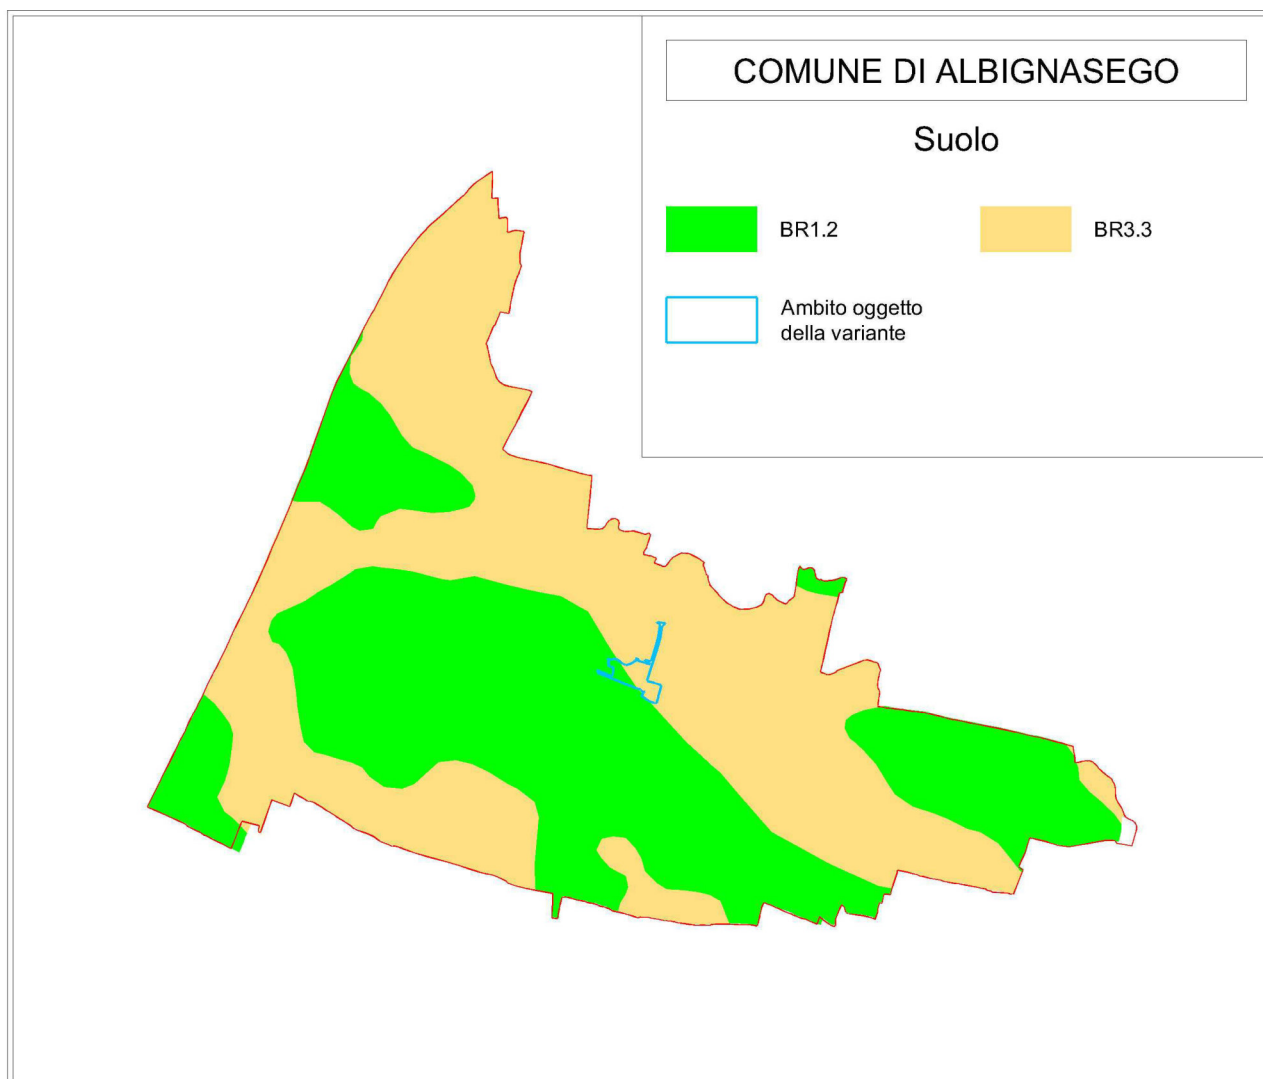 COMUNE DI ALBIGNASEGO
Suolo
BR1.2
BR3.3
Ambito oggetto
della variante